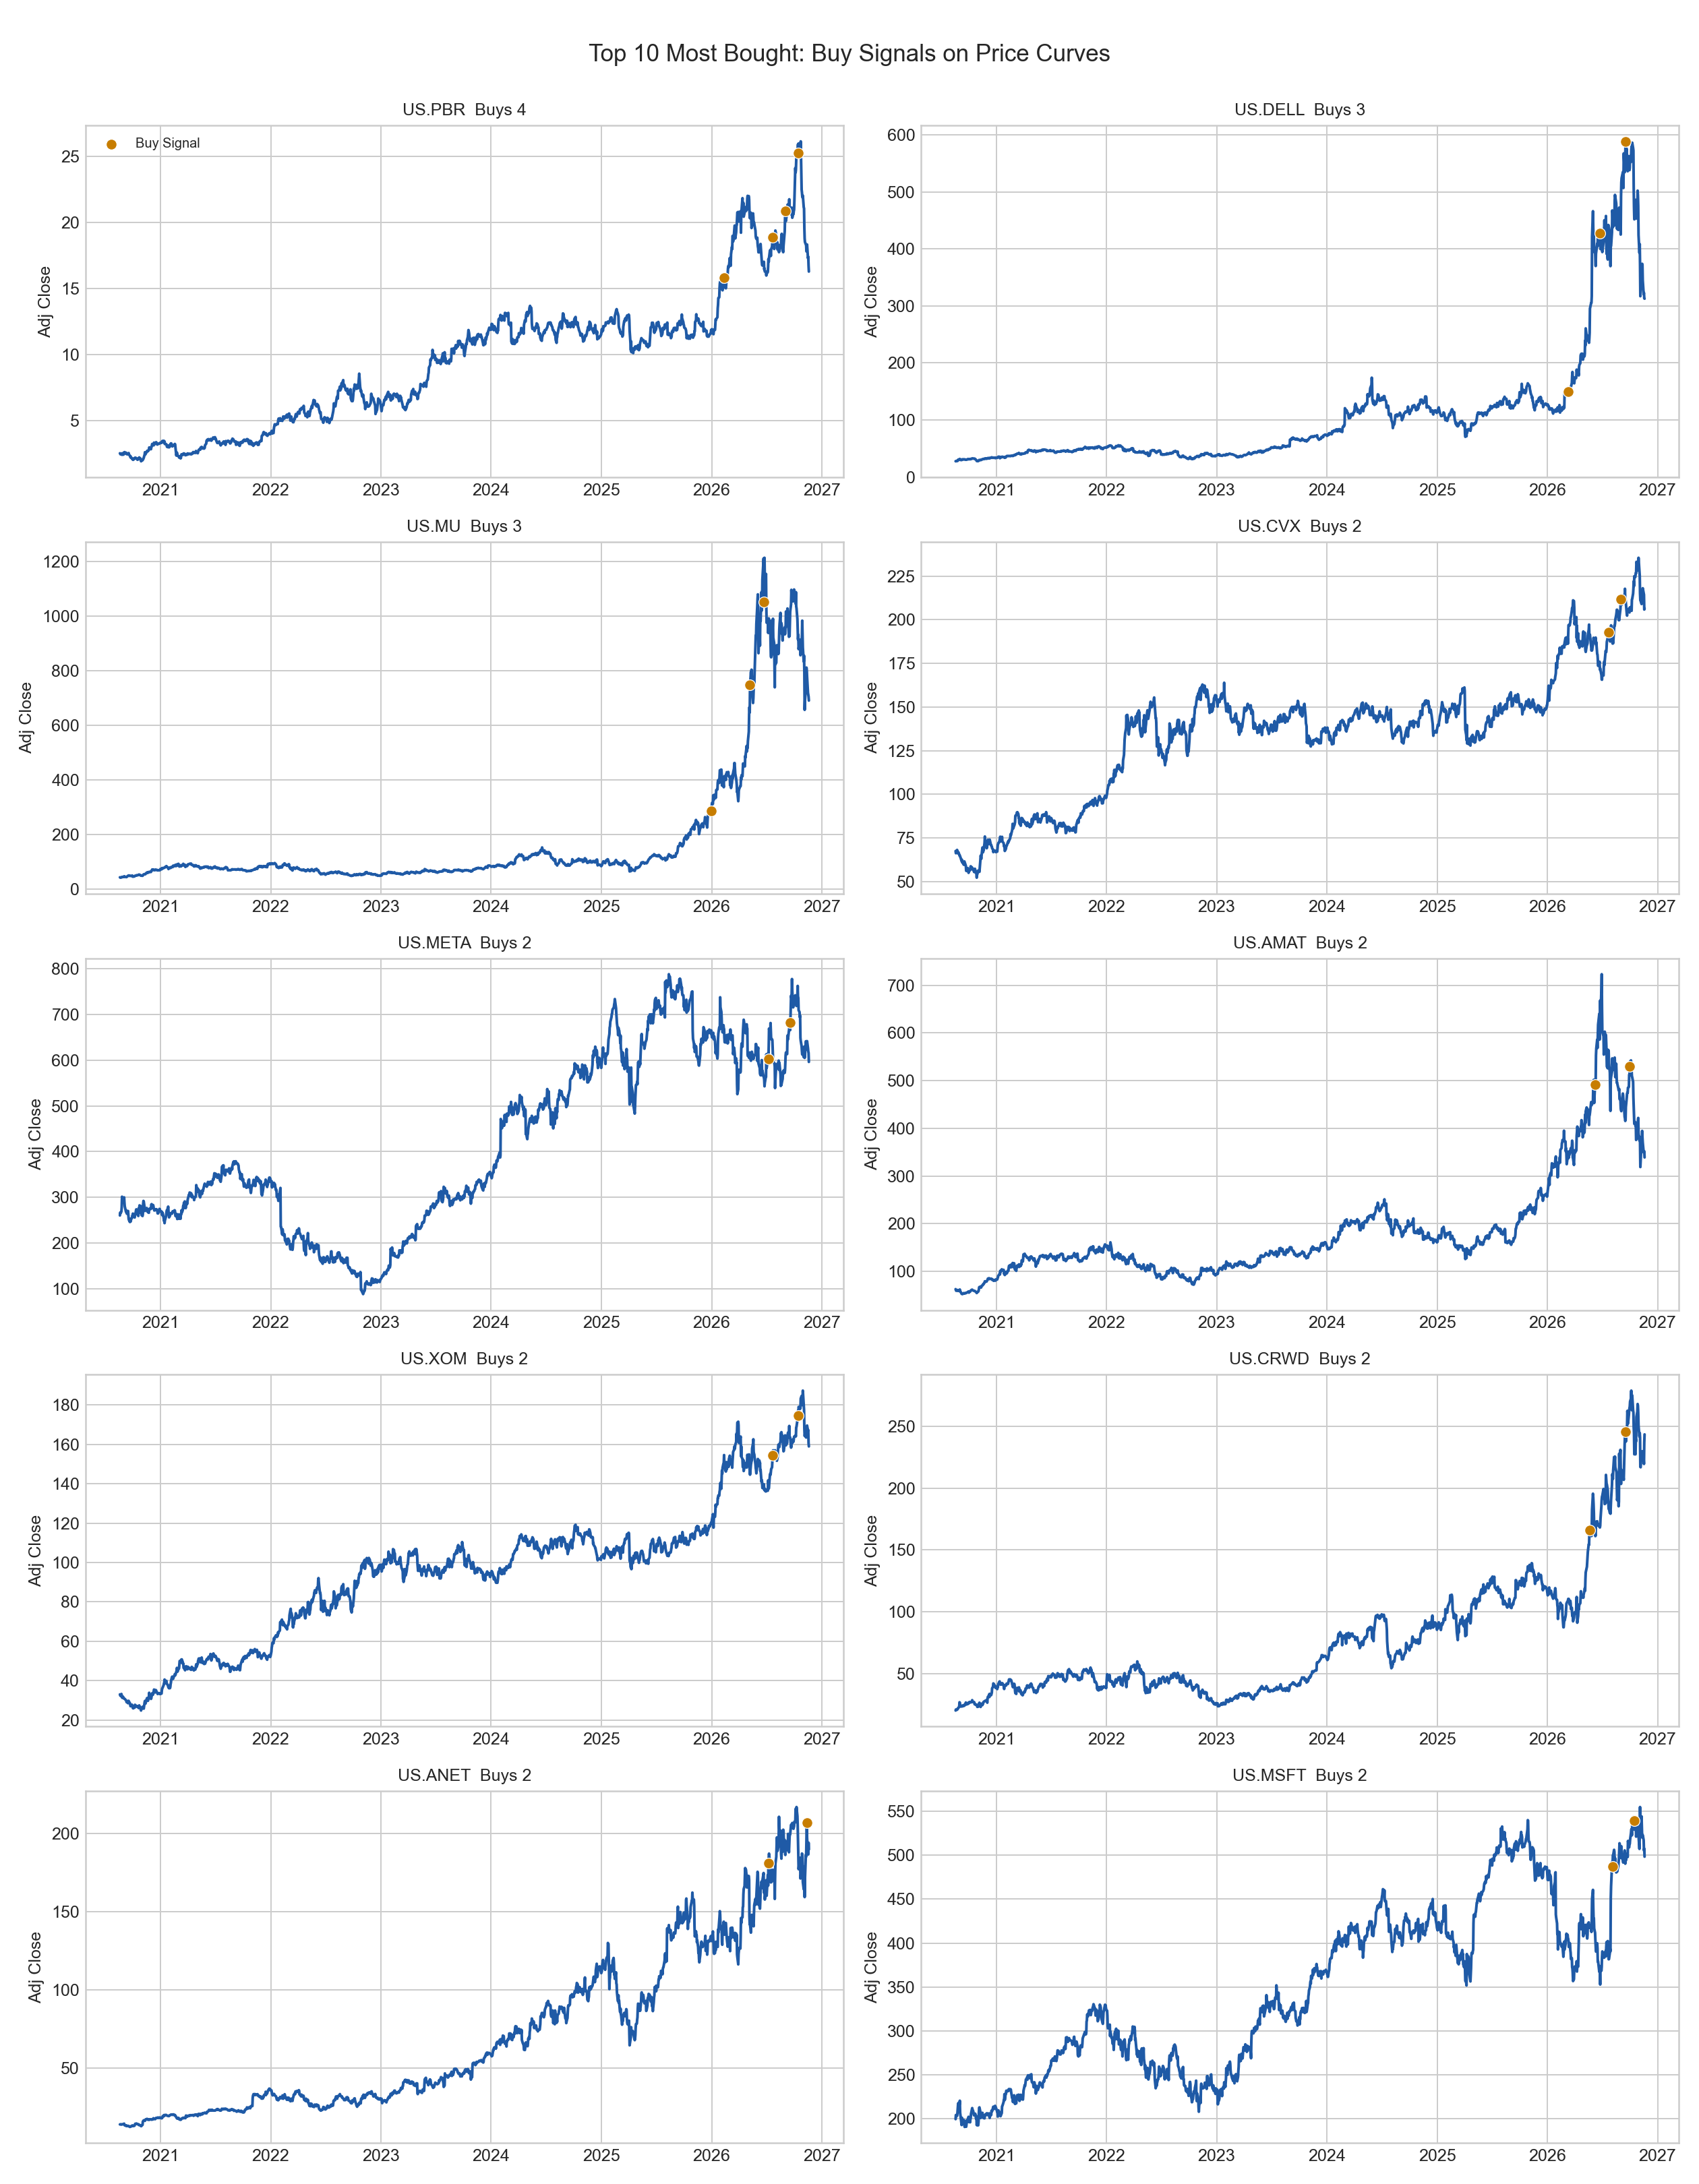 Top 10 Most Bought: Buy Signals on Price Curves
US.PBR  Buys 4
Buy Signal
Adj Close
25
20
15
10
5
2021 2022 2023 2024 2025 2026 2027
US.DELL  Buys 3
Adj Close
600
500
400
300
200
100
0
2021 2022 2023 2024 2025 2026 2027
US.MU  Buys 3
Adj Close
1200
1000
800
600
400
200
0
2021 2022 2023 2024 2025 2026 2027
US.CVX  Buys 2
Adj Close
225
200
175
150
125
100
75
50
2021 2022 2023 2024 2025 2026 2027
US.META  Buys 2
Adj Close
800
700
600
500
400
300
200
100
2021 2022 2023 2024 2025 2026 2027
US.AMAT  Buys 2
Adj Close
700
600
500
400
300
200
100
2021 2022 2023 2024 2025 2026 2027
US.XOM  Buys 2
Adj Close
180
160
140
120
100
80
60
40
20
2021 2022 2023 2024 2025 2026 2027
US.CRWD  Buys 2
Adj Close
250
200
150
100
50
2021 2022 2023 2024 2025 2026 2027
US.ANET  Buys 2
Adj Close
200
150
100
50
2021 2022 2023 2024 2025 2026 2027
US.MSFT  Buys 2
Adj Close
550
500
450
400
350
300
250
200
2021 2022 2023 2024 2025 2026 2027